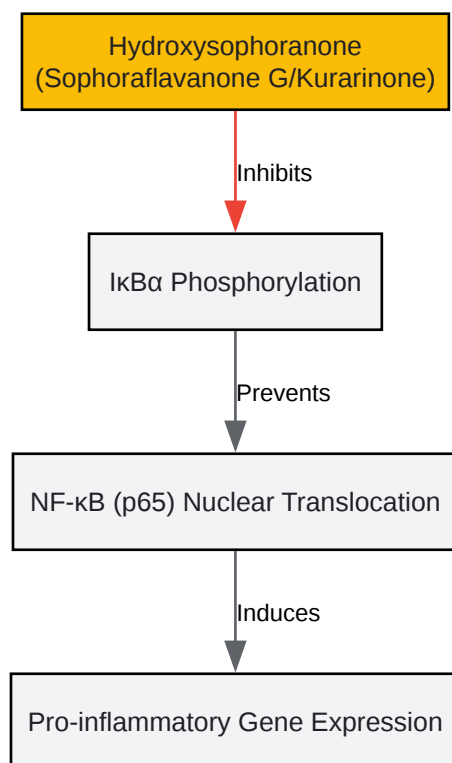 Hydroxysophoranone
(Sophoraflavanone G/Kurarinone)
Inhibits
IκBα Phosphorylation
Prevents
NF-κB (p65) Nuclear Translocation
Induces
Pro-inflammatory Gene Expression